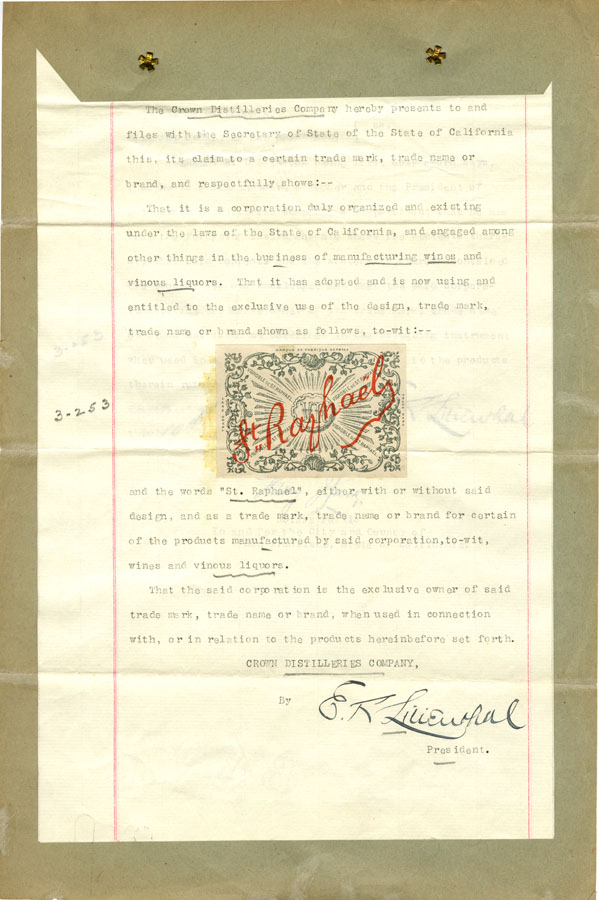 The Crown Distilleries Company hereby presents to and
files with the Secretary of State of the State of California
this, its claim to a certain trade mark, trade name or
brand, and respectfully shows:--
That it is a corporation duly organized and existing
under the laws of the State of California, and engaged among
other things in the business of manufacturing wines and
vinous liquors. That it has adopted and is now using and
entitled to the exclusive use of the design, trade mark,
trade name or brand shown as follows, to-wit:--
MARQUE DE FABRIQUE DEPOSEE
St. Raphael
3-253
and the words "St. Raphael", either with or without said
design, and as a trade mark, trade name or brand for certain
of the products manufactured by said corporation,to-wit,
wines and vinous liquors.
That the said corporation is the exclusive owner of said
trade mark, trade name or brand, when used in connection
with, or in relation to the products hereinbefore set forth.
CROWN DISTILLERIES COMPANY,
By E. R. Lilienthal
President.